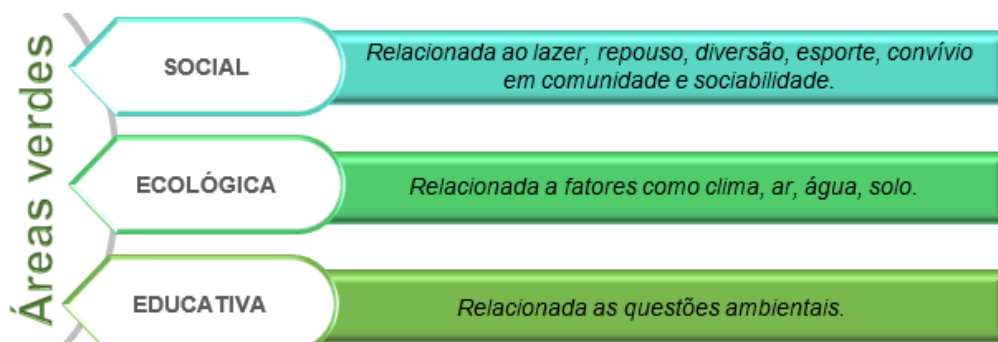 Áreas verdes
SOCIAL
Relacionada ao lazer, repouso, diversão, esporte, convívio
em comunidade e sociabilidade.
ECOLÓGICA
Relacionada a fatores como clima, ar, água, solo.
EDUCATIVA
Relacionada as questões ambientais.